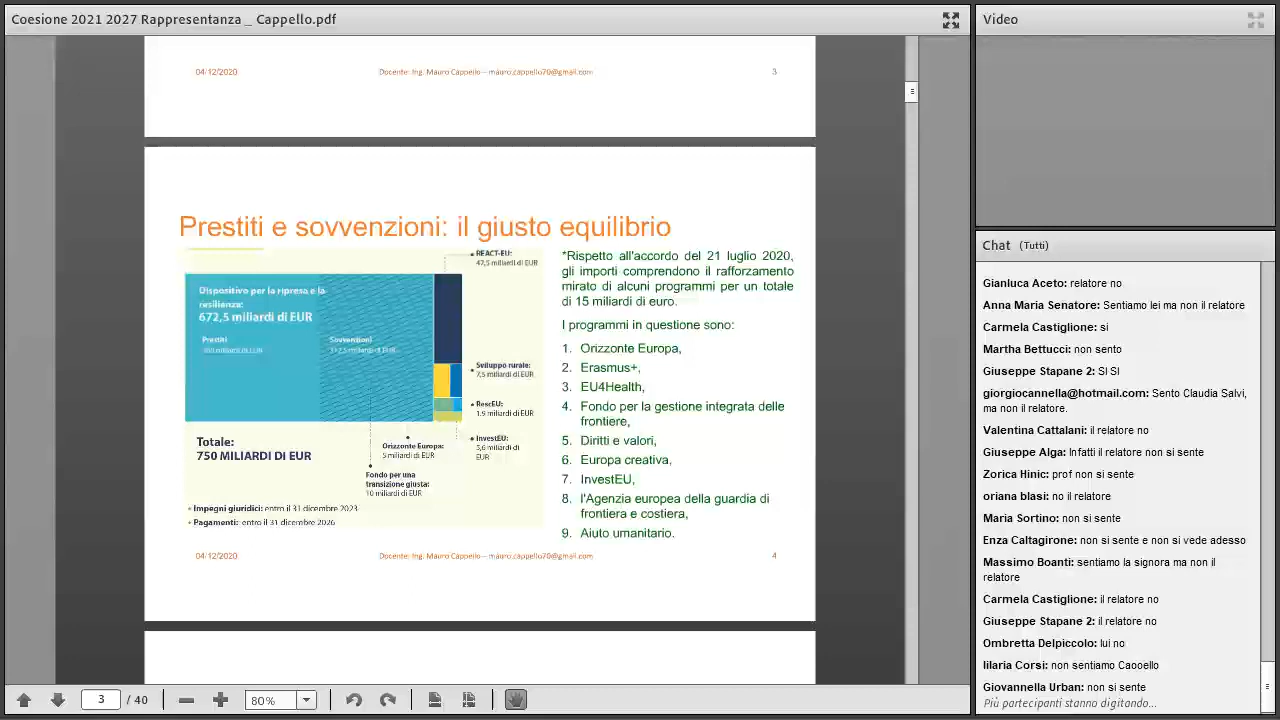 Coesione 2021 2027 Rappresentanza _ Cappello.pdf
04/12/2020
Docente: Ing. Mauro Cappello – mauro.cappello70@gmail.com
3
Prestiti e sovvenzioni: il giusto equilibrio
Dispositivo per la ripresa e la
resilienza:
672,5 miliardi di EUR
Prestiti
Sovvenzioni
REACT-EU:
47,5 miliardi di EUR
Sviluppo rurale:
7,5 miliardi di EUR
RescEU:
1.9 miliardi di EUR
InvestEU:
5,6 miliardi di
EUR
Orizzonte Europa:
5 miliardi di EUR
Fondo per una
transizione giusta:
10 miliardi di EUR
Totale:
750 MILIARDI DI EUR
• Impegni giuridici: entro il 31 dicembre 2023
• Pagamenti: entro il 31 dicembre 2026
*Rispetto all'accordo del 21 luglio 2020,
gli importi comprendono il rafforzamento
mirato di alcuni programmi per un totale
di 15 miliardi di euro.
I programmi in questione sono:
1. Orizzonte Europa,
2. Erasmus+,
3. EU4Health,
4. Fondo per la gestione integrata delle
frontiere,
5. Diritti e valori,
6. Europa creativa,
7. InvestEU,
8. l'Agenzia europea della guardia di
frontiera e costiera,
9. Aiuto umanitario.
04/12/2020
Docente: Ing. Mauro Cappello – mauro.cappello70@gmail.com
4
3 / 40
80%
Video
Chat (Tutti)
Gianluca Aceto: relatore no
Anna Maria Senatore: Sentiamo lei ma non il relatore
Carmela Castiglione: si
Martha Bettucci: non sento
Giuseppe Stapane 2: SI SI
giorgiocannella@hotmail.com: Sento Claudia Salvi,
ma non il relatore.
Valentina Cattalani: il relatore no
Giuseppe Alga: Infatti il relatore non si sente
Zorica Hinic: prof non si sente
oriana blasi: no il relatore
Maria Sortino: non si sente
Enza Caltagirone: non si sente e non si vede adesso
Massimo Boanti: sentiamo la signora ma non il
relatore
Carmela Castiglione: il relatore no
Giuseppe Stapane 2: il relatore no
Ombretta Delpiccolo: lui no
Iilaria Corsi: non sentiamo Caooello
Giovannella Urban: non si sente
Più partecipanti stanno digitando...